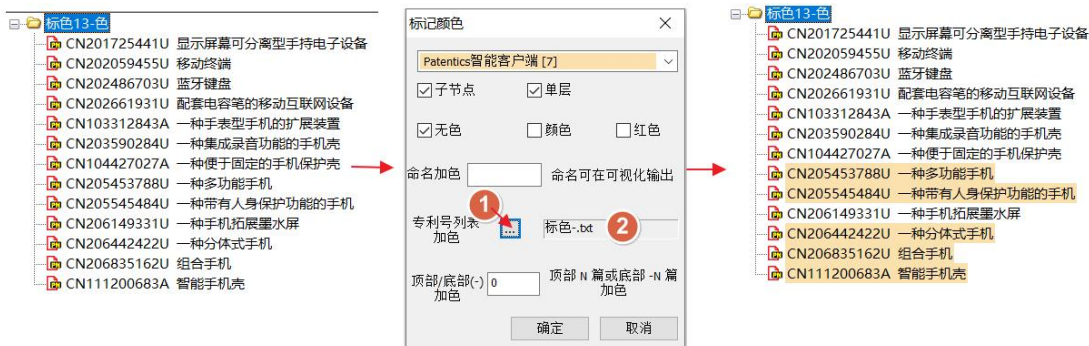 标色13-色
CN201725441U 显示屏幕可分离型手持电子设备
CN202059455U 移动终端
CN202486703U 蓝牙键盘
CN202661931U 配套电容笔的移动互联网设备
CN103312843A 一种手表型手机的扩展装置
CN203590284U 一种集成录音功能的手机壳
CN104427027A 一种便于固定的手机保护壳
CN205453788U 一种多功能手机
CN205545484U 一种带有人身保护功能的手机
CN206149331U 一种手机拓展墨水屏
CN206442422U 一种分体式手机
CN206835162U 组合手机
CN111200683A 智能手机壳
标记颜色
Patentics智能客户端 [7]
子节点 单层
无色 颜色 红色
命名加色 命名可在可视化输出
1
专利号列表
加色
... 标色-.txt 2
顶部/底部(-)
加色
0
顶部 N 篇或底部 -N 篇
加色
确定 取消
标色13-色
CN201725441U 显示屏幕可分离型手持电子设备
CN202059455U 移动终端
CN202486703U 蓝牙键盘
CN202661931U 配套电容笔的移动互联网设备
CN103312843A 一种手表型手机的扩展装置
CN203590284U 一种集成录音功能的手机壳
CN104427027A 一种便于固定的手机保护壳
CN205453788U 一种多功能手机
CN205545484U 一种带有人身保护功能的手机
CN206149331U 一种手机拓展墨水屏
CN206442422U 一种分体式手机
CN206835162U 组合手机
CN111200683A 智能手机壳